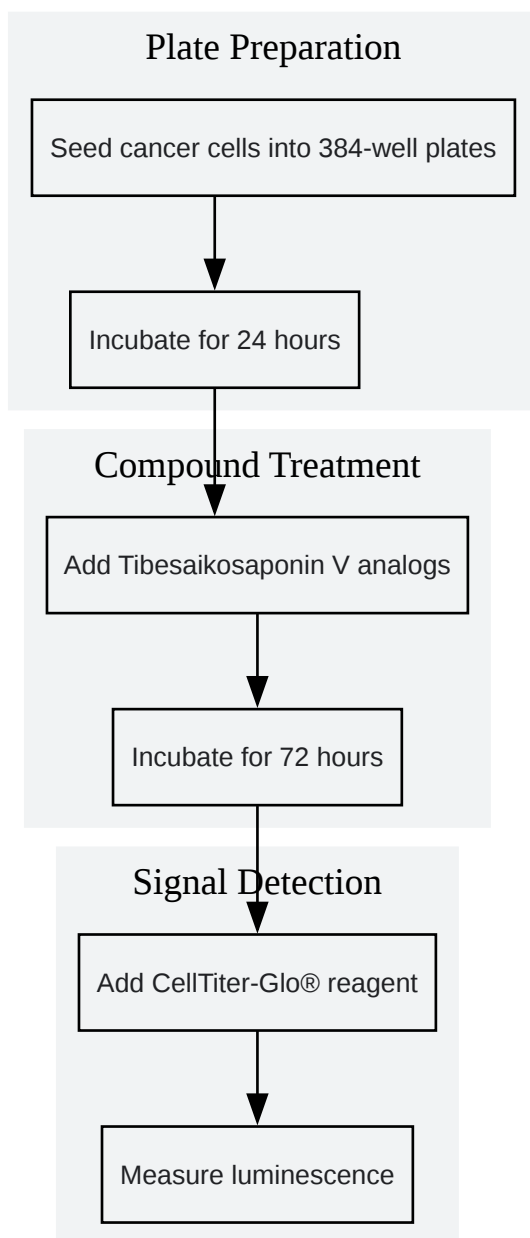 Plate Preparation
Seed cancer cells into 384-well plates
Incubate for 24 hours
Compound Treatment
Add Tibesaikosaponin V analogs
Incubate for 72 hours
Signal Detection
Add CellTiter-Glo® reagent
Measure luminescence